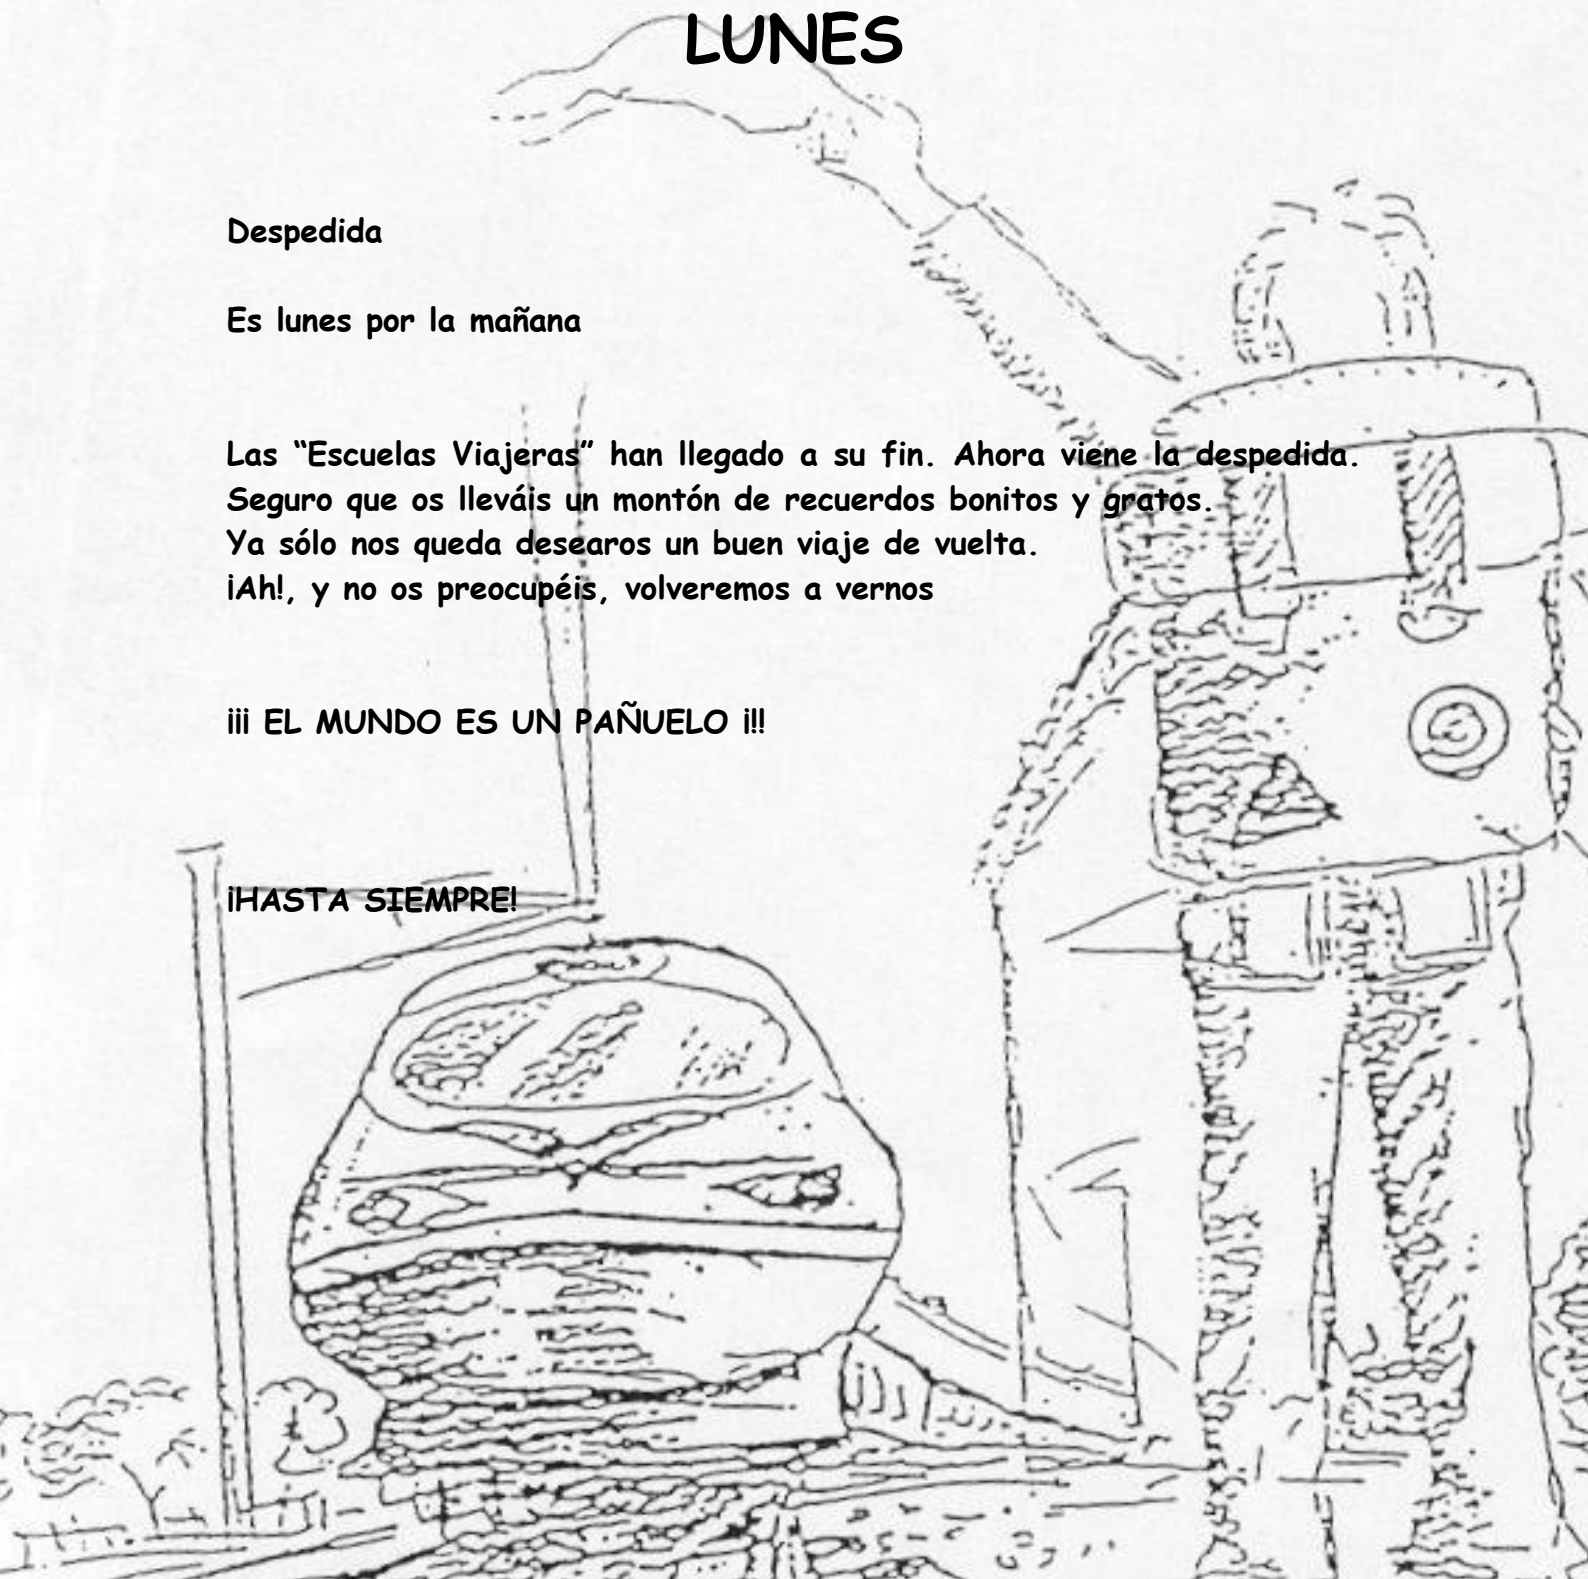 LUNES
Despedida
Es lunes por la mañana
Las “Escuelas Viajeras” han llegado a su fin. Ahora viene la despedida.
Seguro que os lleváis un montón de recuerdos bonitos y gratos.
Ya sólo nos queda desearos un buen viaje de vuelta.
¡Ah!, y no os preocupéis, volveremos a vernos
¡¡¡ EL MUNDO ES UN PAÑUELO ¡!!
¡HASTA SIEMPRE!